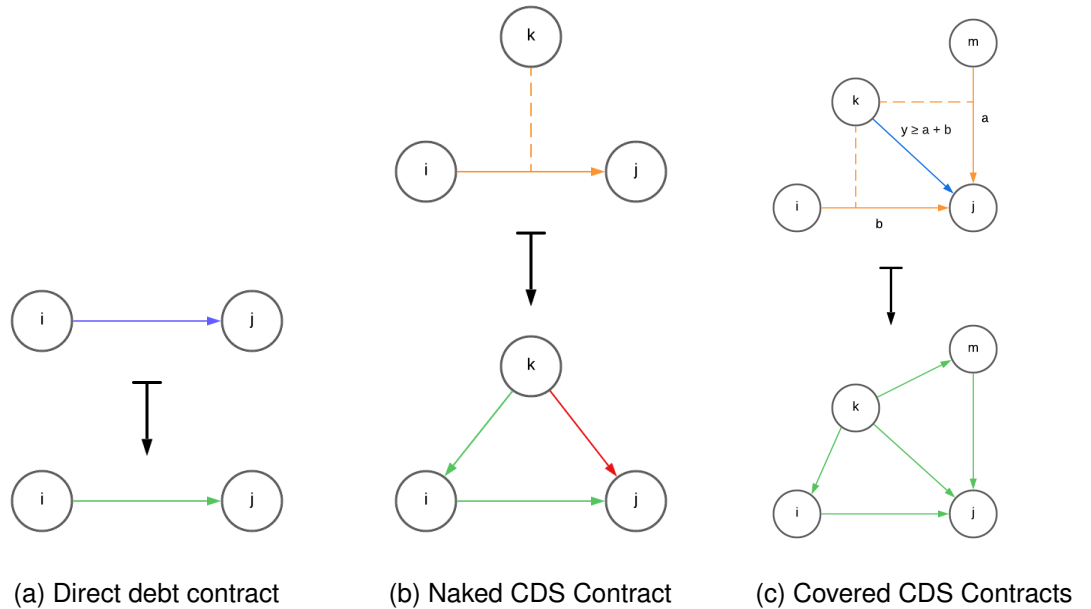 k
i
j
m
k
a
y ≥ a + b
i
j
b
i
j
k
m
k
i
j
i
j
i
j
(a) Direct debt contract
(b) Naked CDS Contract
(c) Covered CDS Contracts